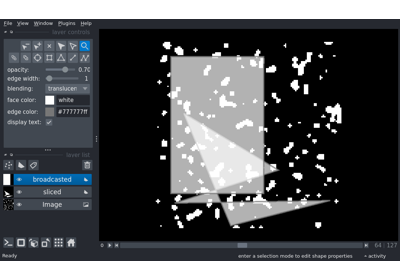 File View Window Plugins Help
layer controls
opacity: 0.70
edge width: 1
blending: translucen
face color: white
edge color: #777777ff
display text:
layer list
broadcasted
sliced
Image
0 64 127
Ready enter a selection mode to edit shape properties activity